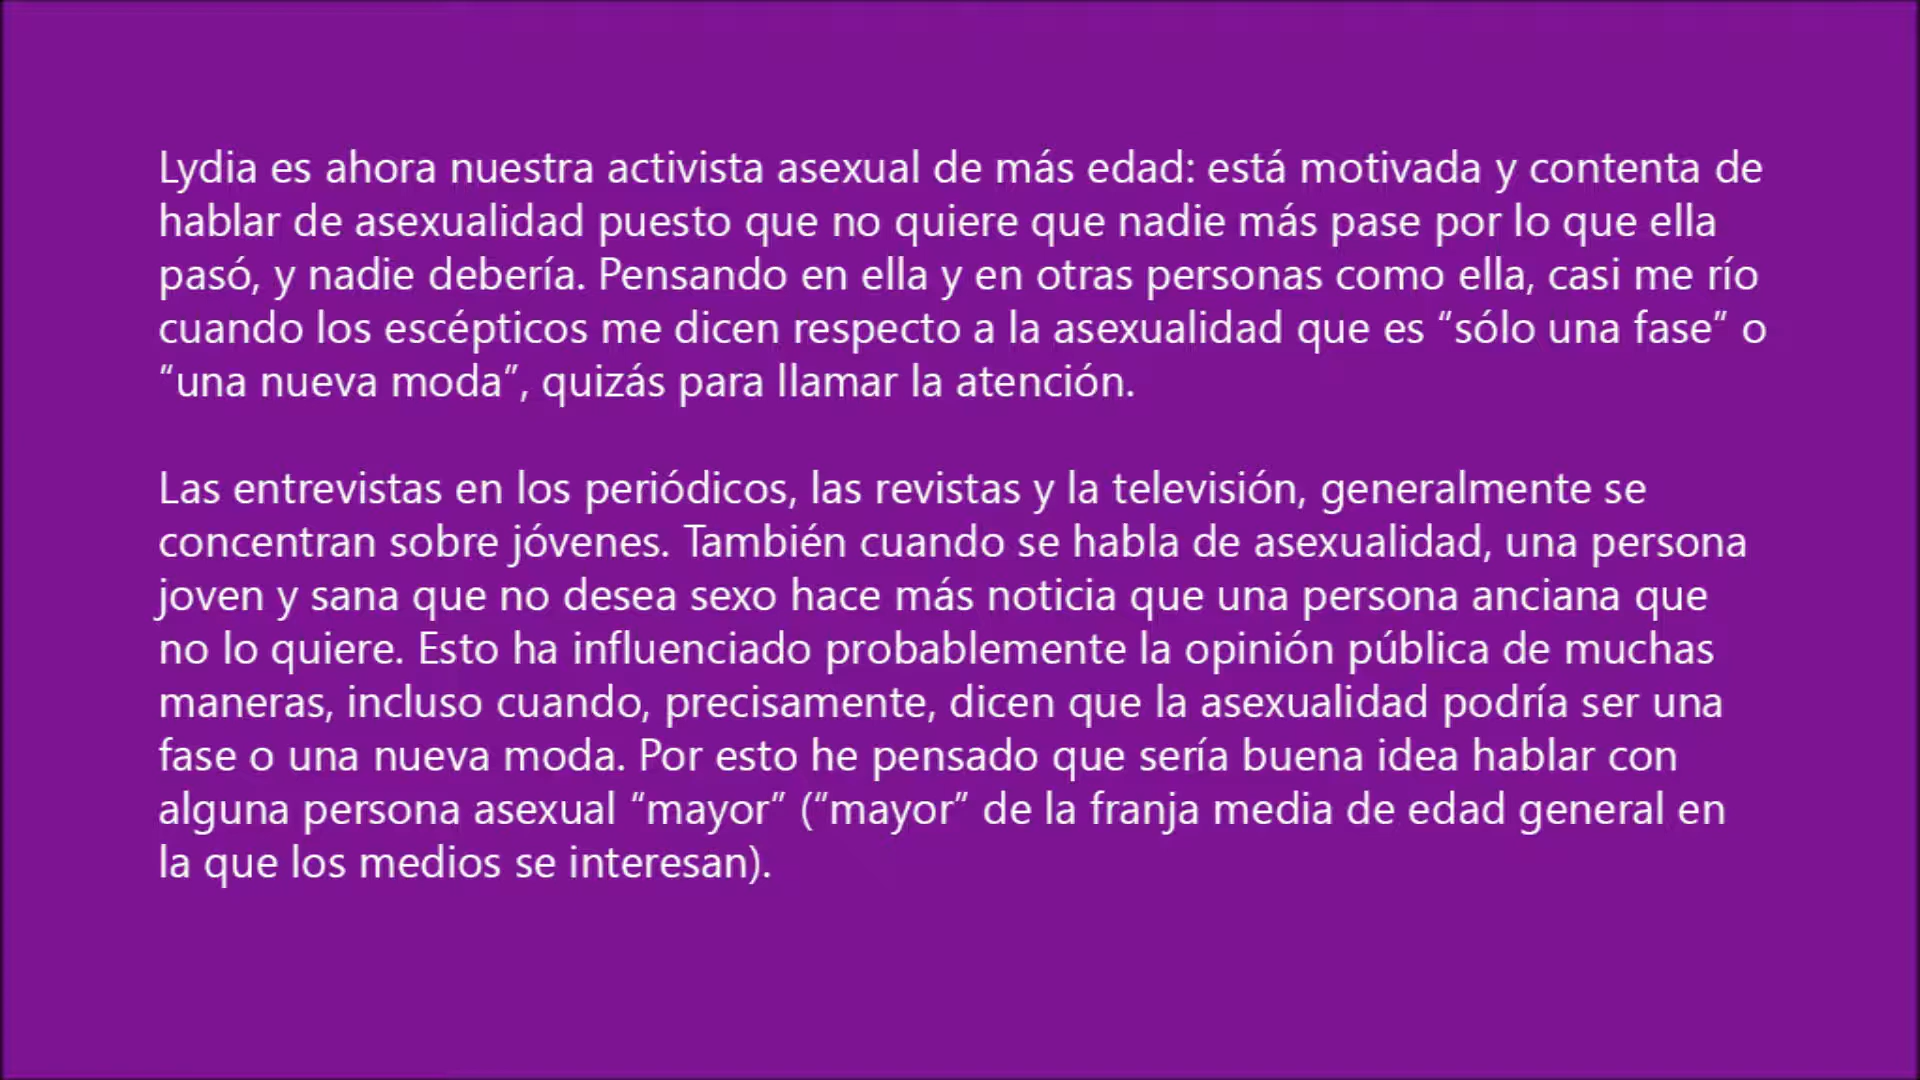 Lydia es ahora nuestra activista asexual de más edad: está motivada y contenta de
hablar de asexualidad puesto que no quiere que nadie más pase por lo que ella
pasó, y nadie debería. Pensando en ella y en otras personas como ella, casi me río
cuando los escépticos me dicen respecto a la asexualidad que es “sólo una fase” o
“una nueva moda”, quizás para llamar la atención.
Las entrevistas en los periódicos, las revistas y la televisión, generalmente se
concentran sobre jóvenes. También cuando se habla de asexualidad, una persona
joven y sana que no desea sexo hace más noticia que una persona anciana que
no lo quiere. Esto ha influenciado probablemente la opinión pública de muchas
maneras, incluso cuando, precisamente, dicen que la asexualidad podría ser una
fase o una nueva moda. Por esto he pensado que sería buena idea hablar con
alguna persona asexual “mayor” (“mayor” de la franja media de edad general en
la que los medios se interesan).